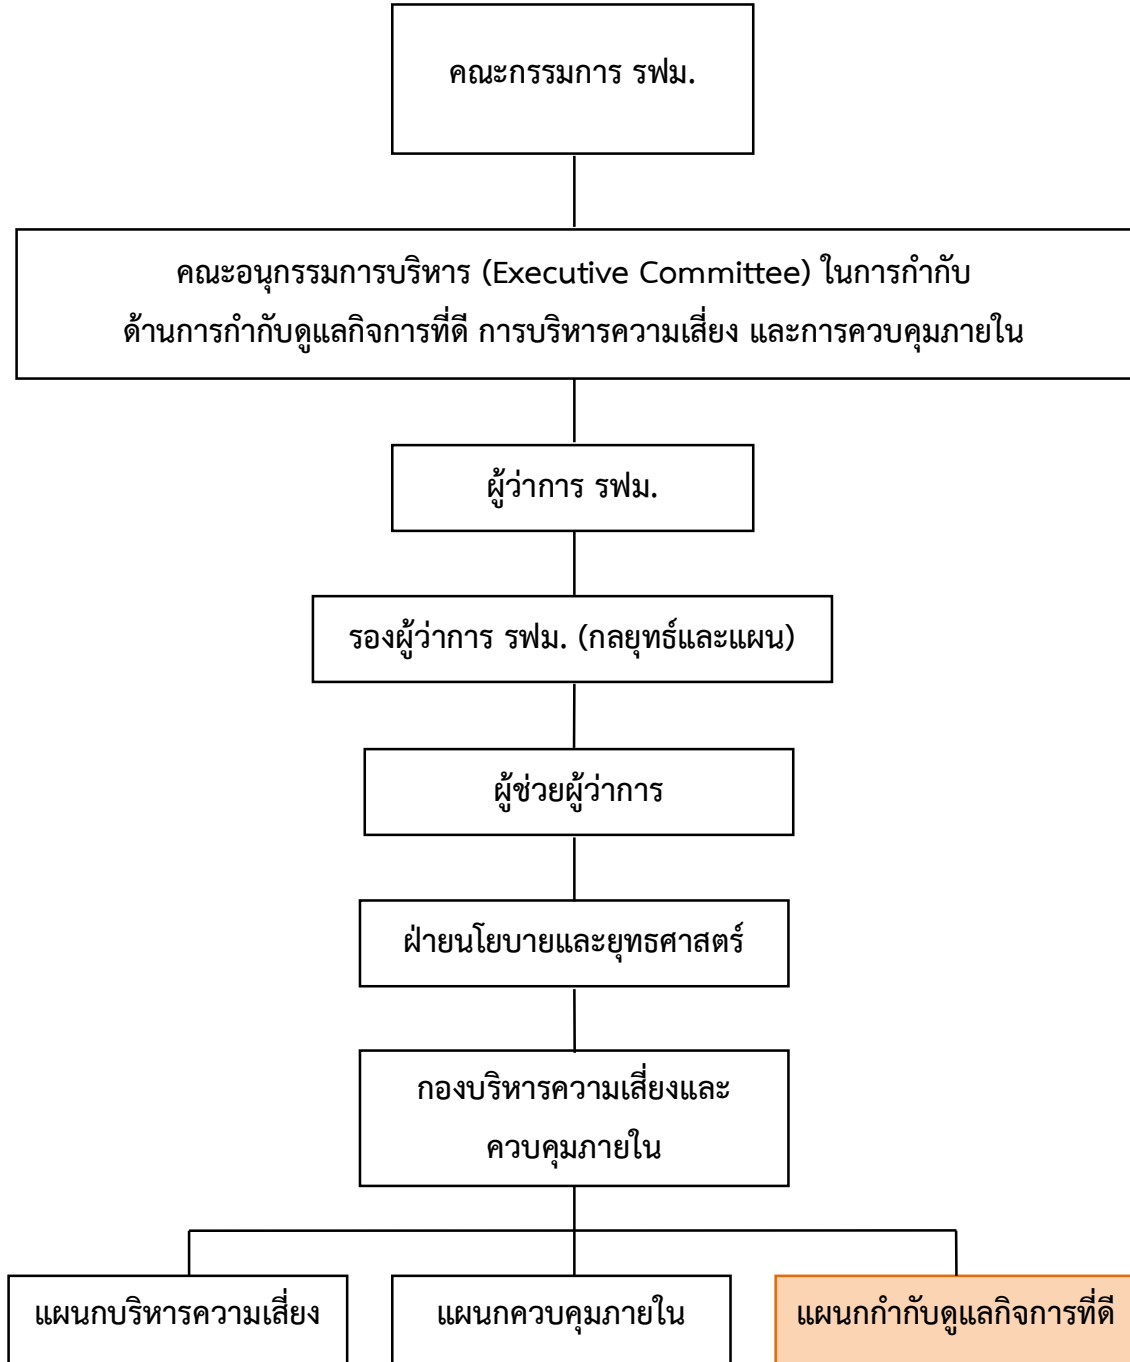 คณะกรรมการ รฟม.
คณะอนุกรรมการบริหาร (Executive Committee) ในการกำกับ
ด้านการกำกับดูแลกิจการที่ดี การบริหารความเสี่ยง และการควบคุมภายใน
ผู้ว่าการ รฟม.
รองผู้ว่าการ รฟม. (กลยุทธ์และแผน)
ผู้ช่วยผู้ว่าการ
ฝ่ายนโยบายและยุทธศาสตร์
กองบริหารความเสี่ยงและ
ควบคุมภายใน
แผนกบริหารความเสี่ยง
แผนกควบคุมภายใน
แผนกกำกับดูแลกิจการที่ดี